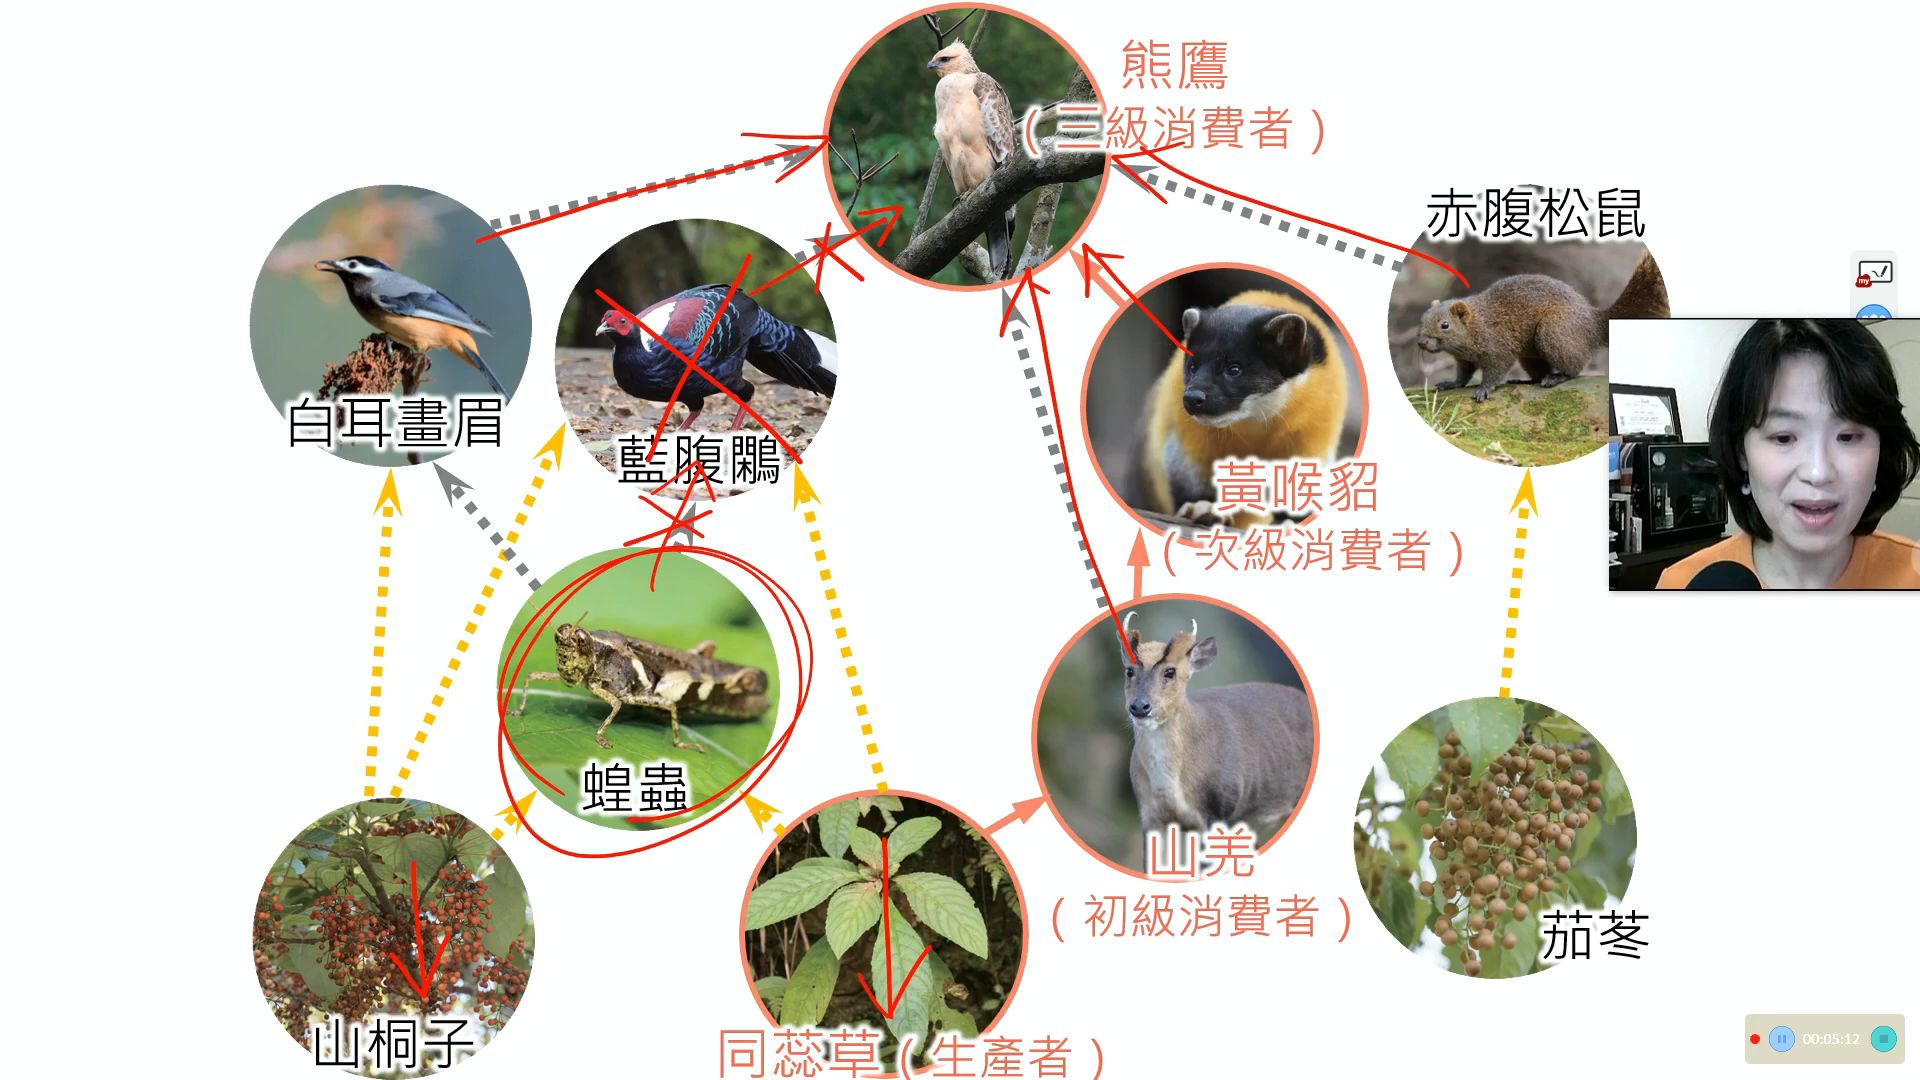 熊鷹
（三級消費者）
赤腹松鼠
白耳畫眉
藍腹鷴
黃喉貂
（次級消費者）
蝗蟲
山羌
（初級消費者）
茄苳
山桐子
同蕊草（生產者）
my
00:05:12